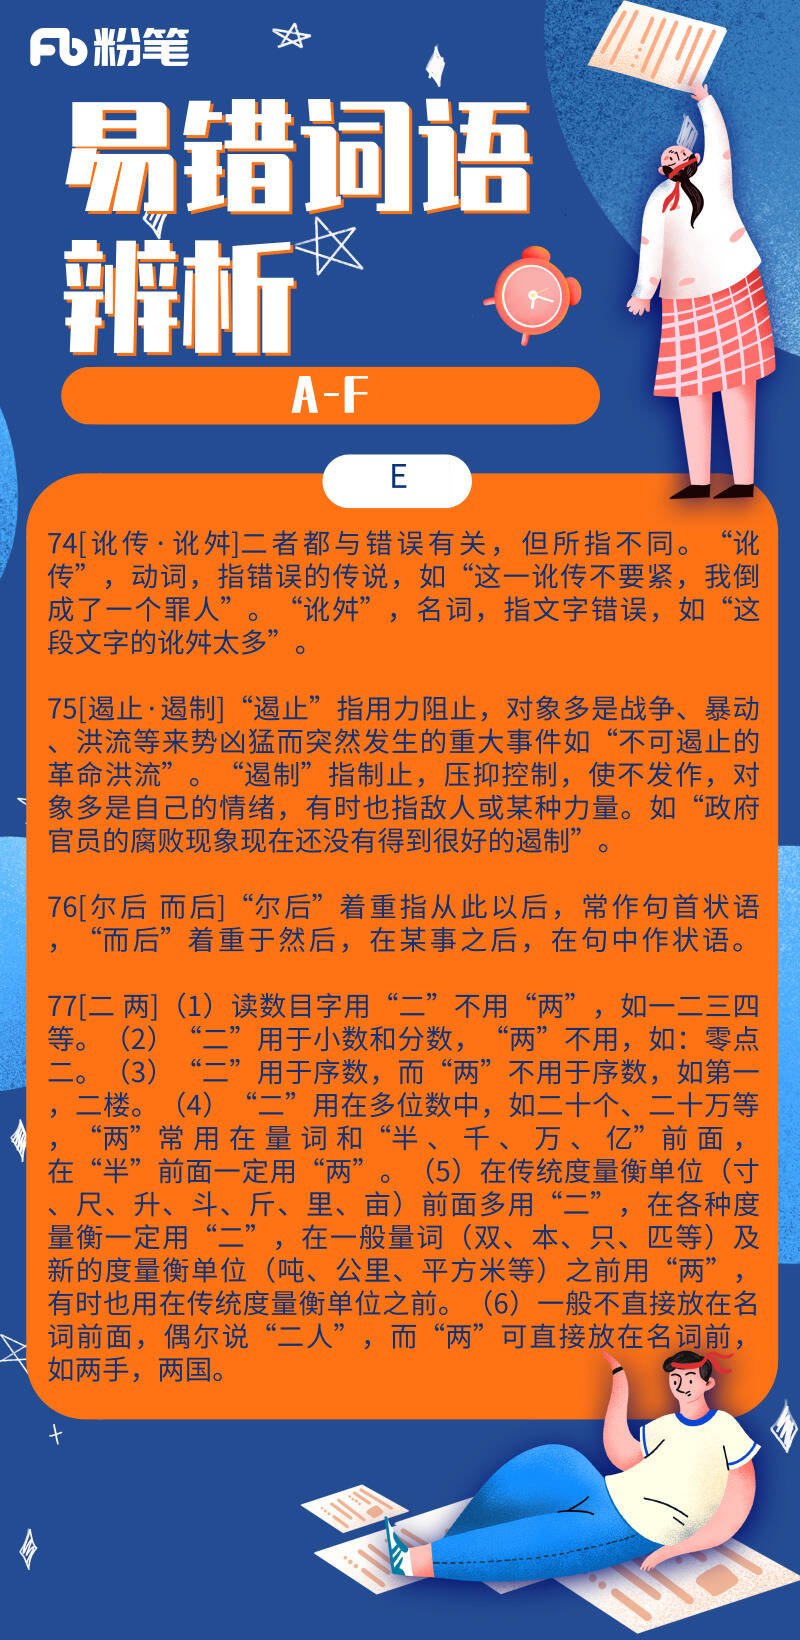 粉笔
易错词语
辨析
A-F
E
74[讹传·讹舛]二者都与错误有关，但所指不同。“讹
传”，动词，指错误的传说，如“这一讹传不要紧，我倒
成了一个罪人”。“讹舛”，名词，指文字错误，如“这
段文字的讹舛太多”。
75[遏止·遏制]“遏止”指用力阻止，对象多是战争、暴动
、洪流等来势凶猛而突然发生的重大事件如“不可遏止的
革命洪流”。“遏制”指制止，压抑控制，使不发作，对
象多是自己的情绪，有时也指敌人或某种力量。如“政府
官员的腐败现象现在还没有得到很好的遏制”。
76[尔后 而后]“尔后”着重指从此以后，常作句首状语
，“而后”着重于然后，在某事之后，在句中作状语。
77[二 两]（1）读数目字用“二”不用“两”，如一二三四
等。（2）“二”用于小数和分数，“两”不用，如：零点
二。（3）“二”用于序数，而“两”不用于序数，如第一
，二楼。（4）“二”用在多位数中，如二十个、二十万等
，“两”常用在量词和“半、千、万、亿”前面，
在“半”前面一定用“两”。（5）在传统度量衡单位（寸
、尺、升、斗、斤、里、亩）前面多用“二”，在各种度
量衡一定用“二”，在一般量词（双、本、只、匹等）及
新的度量衡单位（吨、公里、平方米等）之前用“两”，
有时也用在传统度量衡单位之前。（6）一般不直接放在名
词前面，偶尔说“二人”，而“两”可直接放在名词前，
如两手，两国。